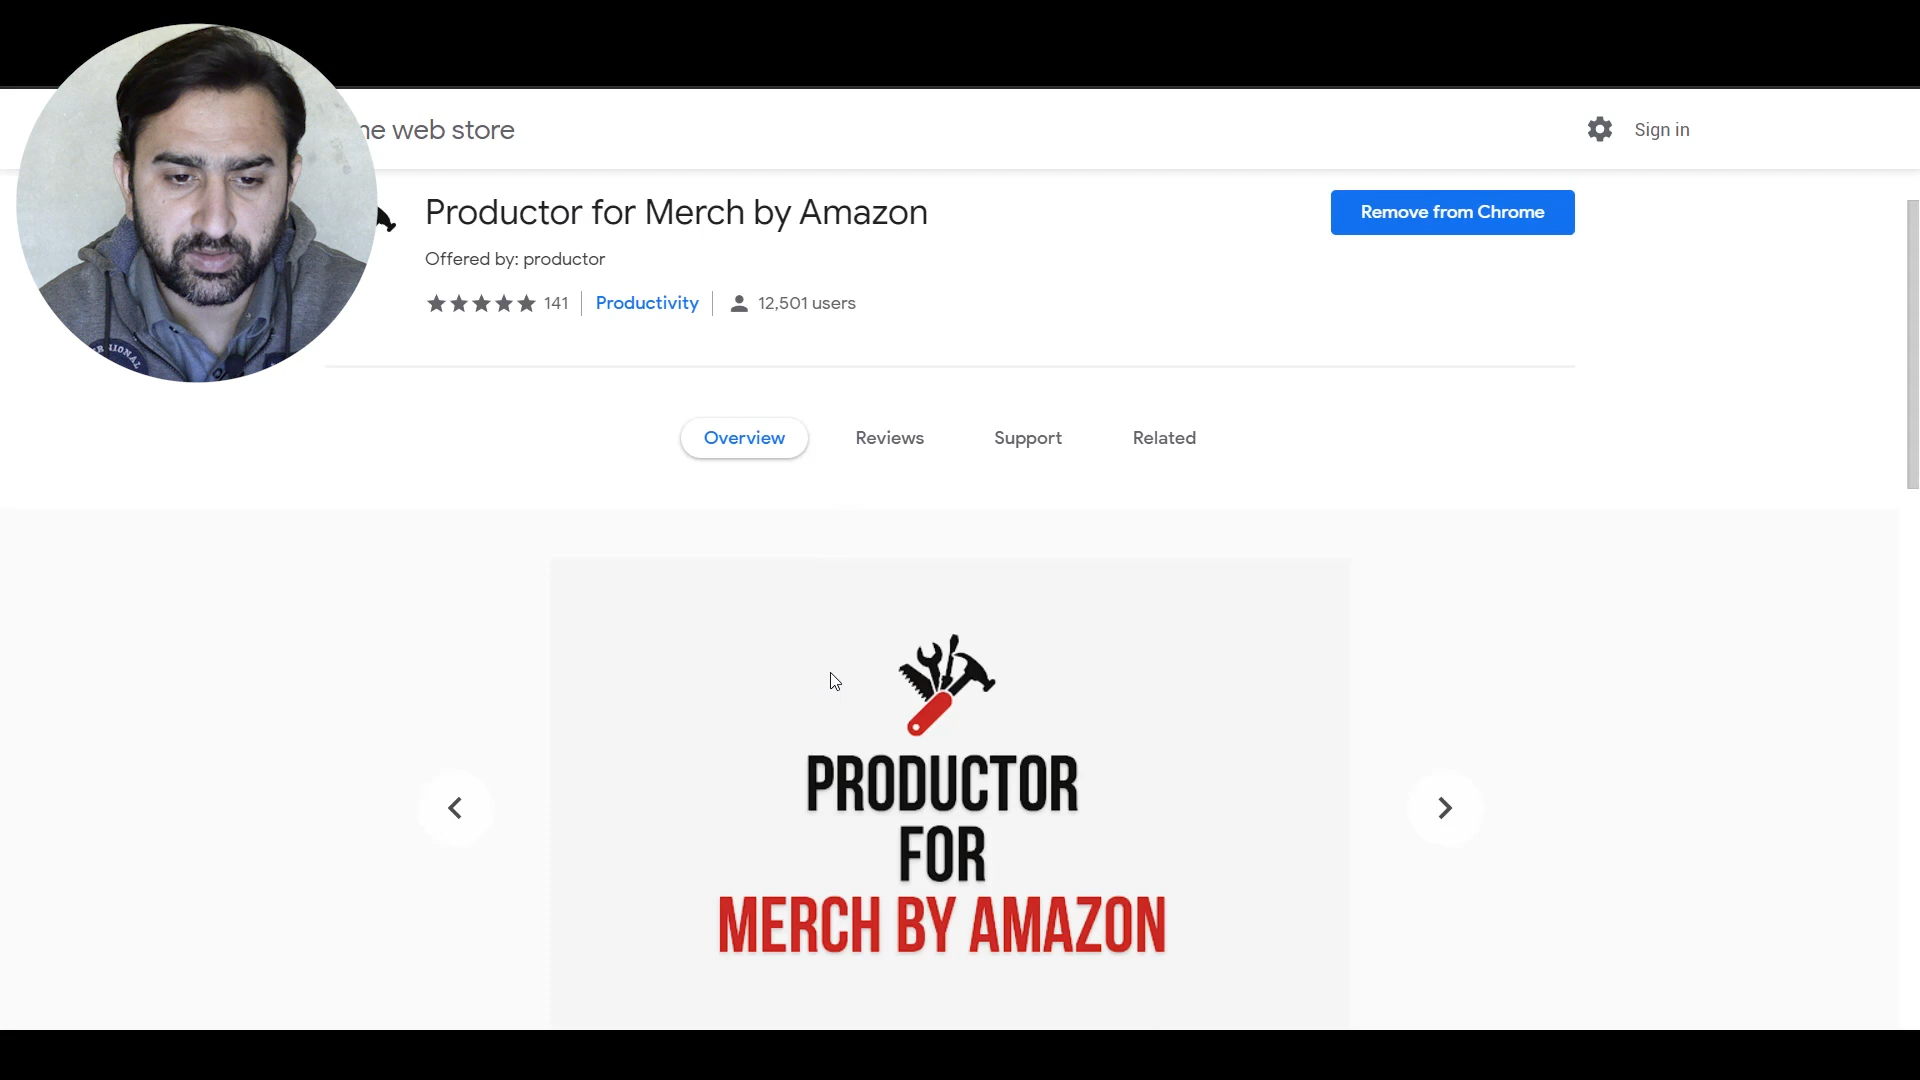 me web store
Sign in
Productor for Merch by Amazon
Remove from Chrome
Offered by: productor
141
Productivity
12,501 users
Overview
Reviews
Support
Related
PRODUCTOR
FOR
MERCH BY AMAZON